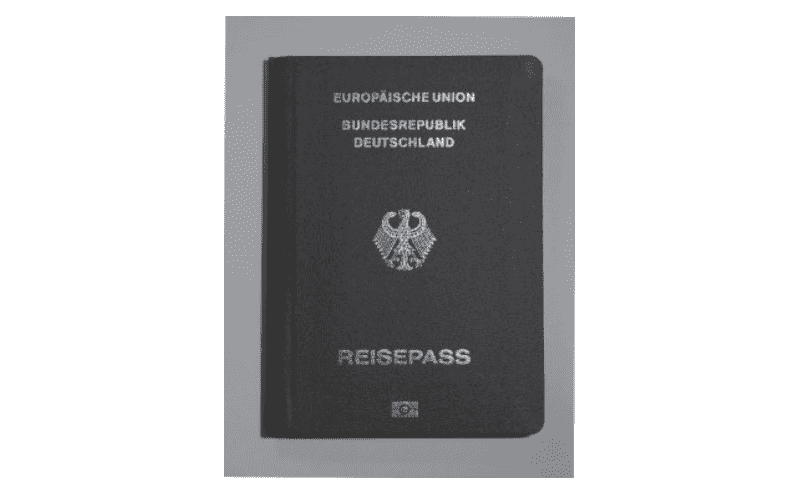 EUROPÄISCHE UNION
BUNDESREPUBLIK
DEUTSCHLAND
REISEPASS